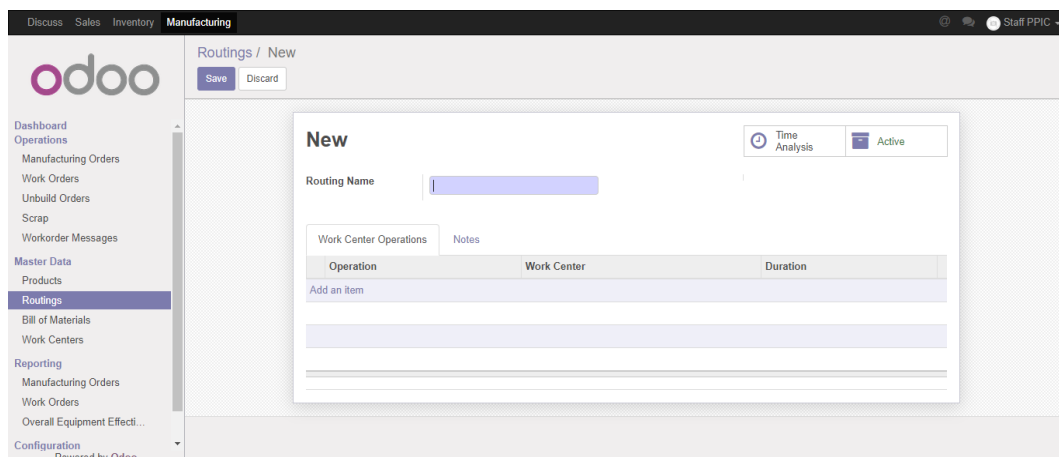 Discuss Sales Inventory Manufacturing @ Staff PPIC
odoo
Dashboard
Operations
Manufacturing Orders
Work Orders
Unbuild Orders
Scrap
Workorder Messages
Master Data
Products
Routings
Bill of Materials
Work Centers
Reporting
Manufacturing Orders
Work Orders
Overall Equipment Effecti...
Configuration
Powered by Odoo
Routings / New
Save Discard
New
Time
Analysis
Active
Routing Name
Work Center Operations Notes
Operation Work Center Duration
Add an item